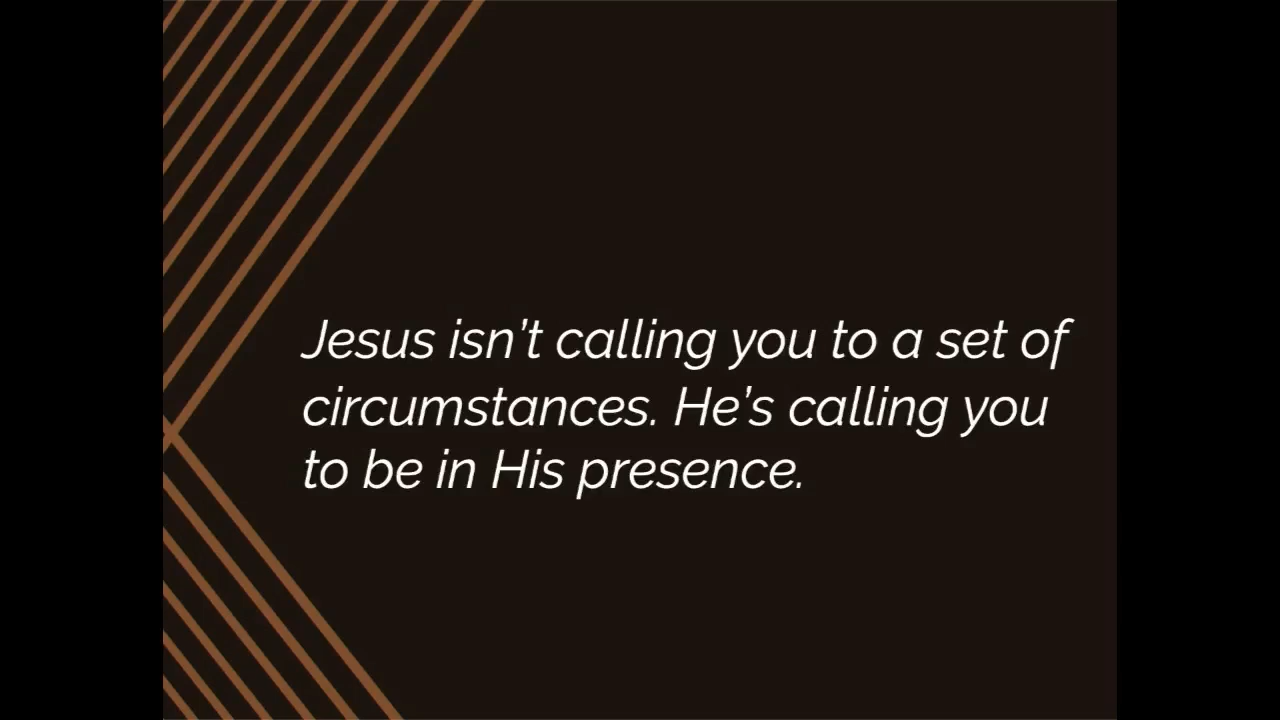 Jesus isn’t calling you to a set of
circumstances. He’s calling you
to be in His presence.